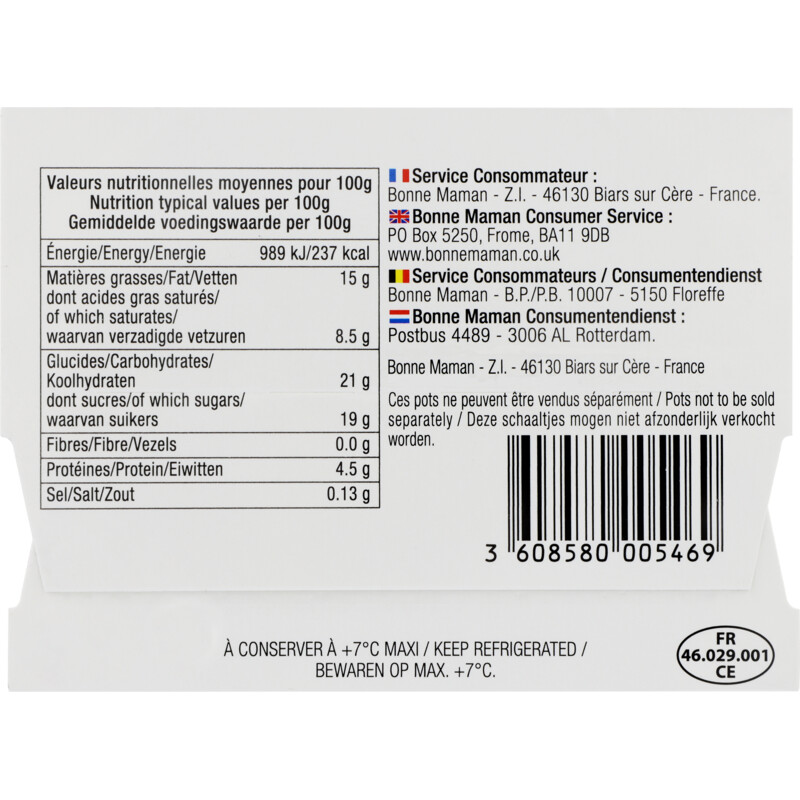 Valeurs nutritionnelles moyennes pour 100g
Nutrition typical values per 100g
Gemiddelde voedingswaarde per 100g
Énergie/Energy/Energie 989 kJ/237 kcal
Matières grasses/Fat/Vetten 15 g
dont acides gras saturés/
of which saturates/
waarvan verzadigde vetzuren 8.5 g
Glucides/Carbohydrates/
Koolhydraten 21 g
dont sucres/of which sugars/
waarvan suikers 19 g
Fibres/Fibre/Vezels 0.0 g
Protéines/Protein/Eiwitten 4.5 g
Sel/Salt/Zout 0.13 g
Service Consommateur :
Bonne Maman - Z.I. - 46130 Biars sur Cère - France.
Bonne Maman Consumer Service :
PO Box 5250, Frome, BA11 9DB
www.bonnemaman.co.uk
Service Consommateurs / Consumentendienst
Bonne Maman - B.P./P.B. 10007 - 5150 Floreffe
Bonne Maman Consumentendienst :
Postbus 4489 - 3006 AL Rotterdam.
Bonne Maman - Z.I. - 46130 Biars sur Cère - France
Ces pots ne peuvent être vendus séparément / Pots not to be sold
separately / Deze schaaltjes mogen niet afzonderlijk verkocht
worden.
3 608580 005469
À CONSERVER À +7°C MAXI / KEEP REFRIGERATED /
BEWAREN OP MAX. +7°C.
FR
46.029.001
CE